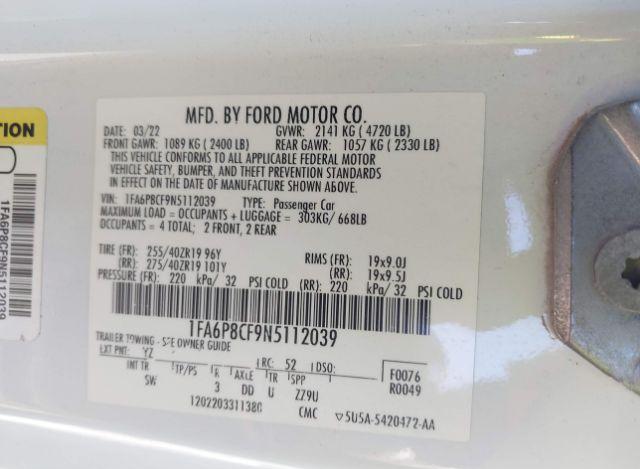 TION
1FA6P8CF9N5112039
MFD. BY FORD MOTOR CO.
DATE: 03/22 GVWR: 2141 KG ( 4720 LB)
FRONT GAWR: 1089 KG ( 2400 LB) REAR GAWR: 1057 KG ( 2330 LB)
THIS VEHICLE CONFORMS TO ALL APPLICABLE FEDERAL MOTOR
VEHICLE SAFETY, BUMPER, AND THEFT PREVENTION STANDARDS
IN EFFECT ON THE DATE OF MANUFACTURE SHOWN ABOVE.
VIN: 1FA6P8CF9N5112039 TYPE: Passenger Car
MAXIMUM LOAD = OCCUPANTS + LUGGAGE = 303KG/ 668LB
OCCUPANTS = 4 TOTAL; 2 FRONT, 2 REAR
TIRE (FR): 255/40ZR19 96Y RIMS (FR): 19x9.0J
(RR): 275/40ZR19 101Y (RR): 19x9.5J
PRESSURE (FR): 220 kPa/ 32 PSI COLD (RR): 220 kPa/ 32 PSI COLD
1FA6P8CF9N5112039
TRAILER TOWING - SEE OWNER GUIDE
EXT PNT: YZ RC: 52 DSO: F0076
INT TR TP/PS R AXLE TR SPP R0049
SW 3 DD U ZZ9U
1202203311380 CMC ▽5U5A-5420472-AA